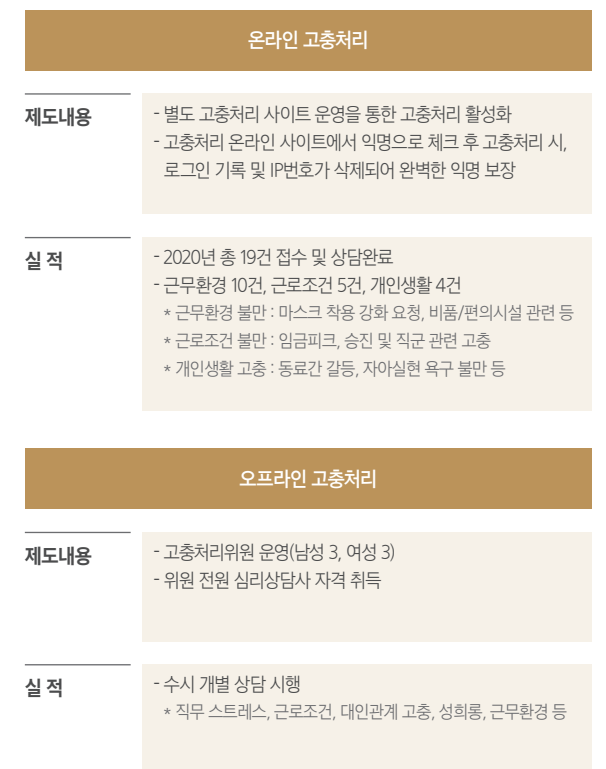 온라인 고충처리
제도내용
- 별도 고충처리 사이트 운영을 통한 고충처리 활성화
- 고충처리 온라인 사이트에서 익명으로 체크 후 고충처리 시,
로그인 기록 및 IP번호가 삭제되어 완벽한 익명 보장
실 적
- 2020년 총 19건 접수 및 상담완료
- 근무환경 10건, 근로조건 5건, 개인생활 4건
* 근무환경 불만 : 마스크 착용 강화 요청, 비품/편의시설 관련 등
* 근로조건 불만 : 임금피크, 승진 및 직군 관련 고충
* 개인생활 고충 : 동료간 갈등, 자아실현 욕구 불만 등
오프라인 고충처리
제도내용
- 고충처리위원 운영(남성 3, 여성 3)
- 위원 전원 심리상담사 자격 취득
실 적
- 수시 개별 상담 시행
* 직무 스트레스, 근로조건, 대인관계 고충, 성희롱, 근무환경 등